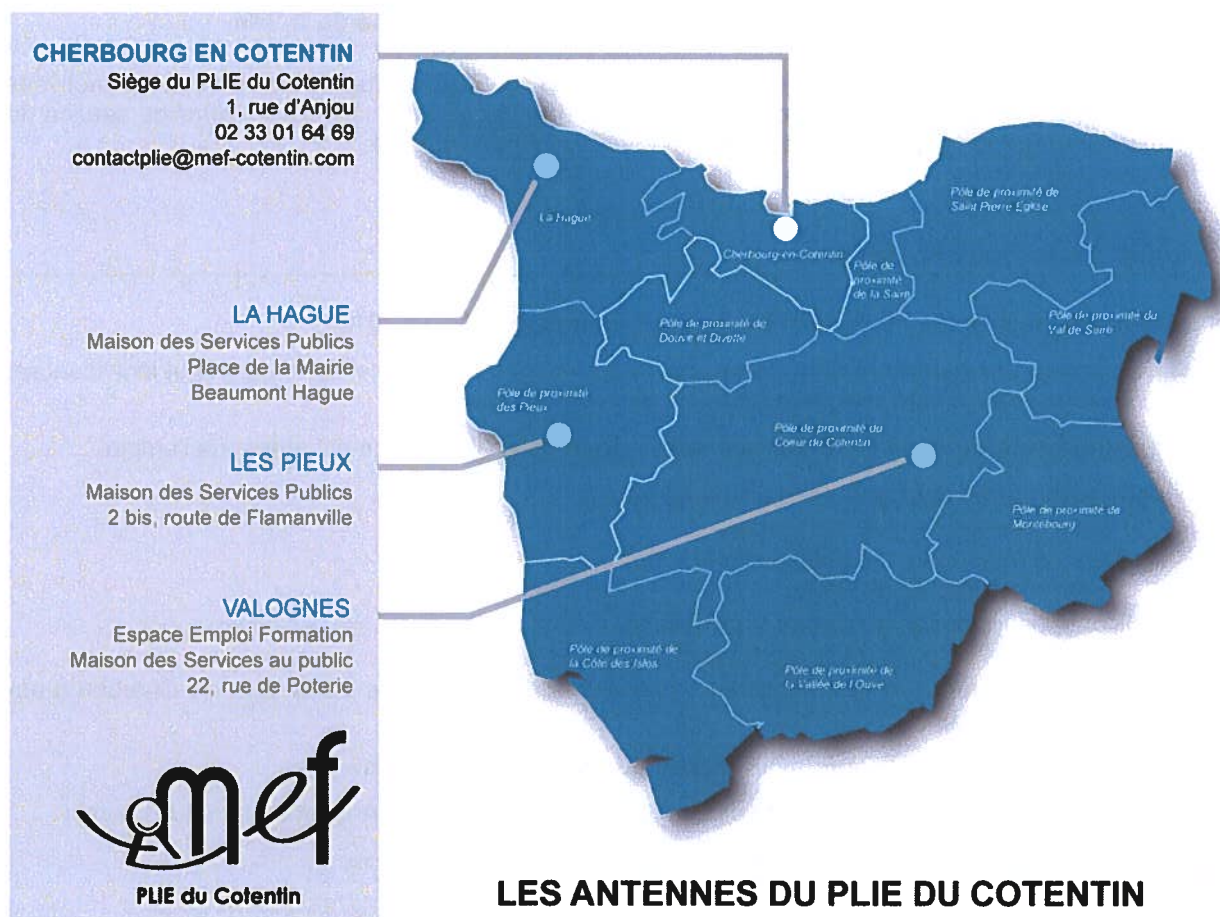 CHERBOURG EN COTENTIN
Siège du PLIE du Cotentin
1, rue d'Anjou
02 33 01 64 69
contactplie@mef-cotentin.com
LA HAGUE
Maison des Services Publics
Place de la Mairie
Beaumont Hague
LES PIEUX
Maison des Services Publics
2 bis, route de Flamanville
VALOGNES
Espace Emploi Formation
Maison des Services au public
22, rue de Poterie
mef
PLIE du Cotentin
La Hague
Cherbourg-en-Cotentin
Pôle de
proximité
de la Saire
Pôle de proximité de
Saint Pierre Eglise
Pôle de proximité du
Val de Saire
Pôle de proximité de
Douve et Divette
Pôle de proximité
des Pieux
Pôle de proximité du
Coeur du Cotentin
Pôle de proximité de
Montebourg
Pôle de proximité de
la Côte des Isles
Pôle de proximité de
la Vallée de l'Ouve
LES ANTENNES DU PLIE DU COTENTIN